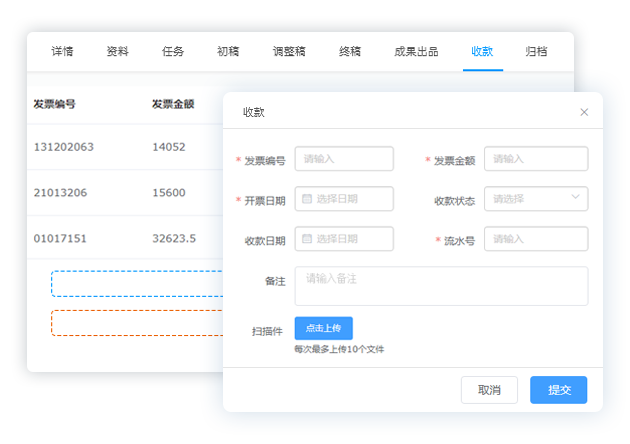 详情 资料 任务 初稿 调整稿 终稿 成果出品 收款 归档
发票编号 发票金额
131202063 14052
21013206 15600
01017151 32623.5
收款 ×
* 发票编号 请输入 * 发票金额 请输入
* 开票日期 选择日期 收款状态 请选择
收款日期 选择日期 * 流水号 请输入
备注 请输入备注
扫描件 点击上传
每次最多上传10个文件
取消 提交